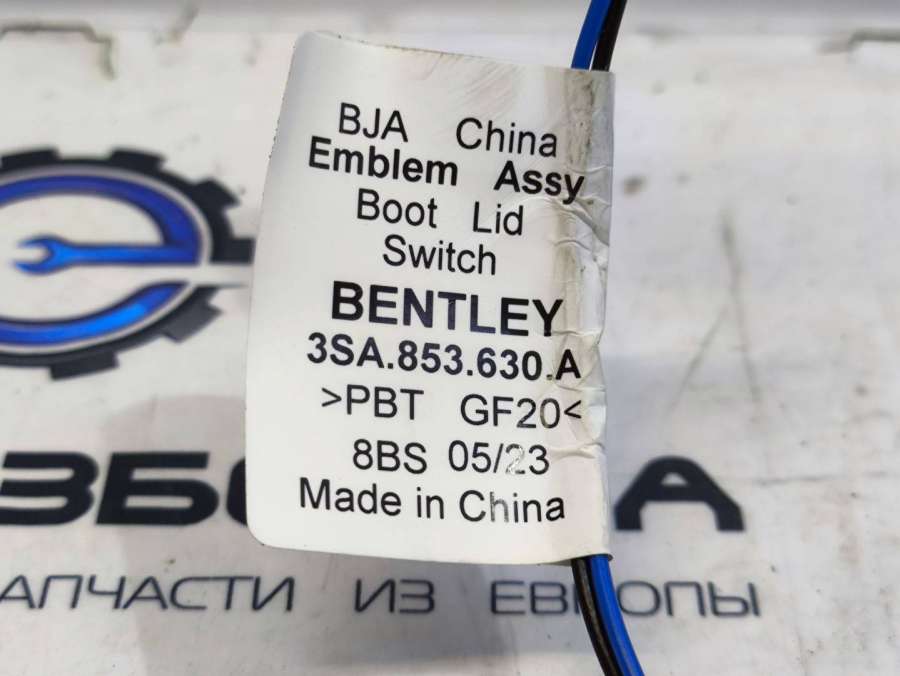 BJA China
Emblem Assy
Boot Lid
Switch
BENTLEY
3SA.853.630.A
>PBT GF20<
8BS 05/23
Made in China
ИЗ ЕВРОПЫ